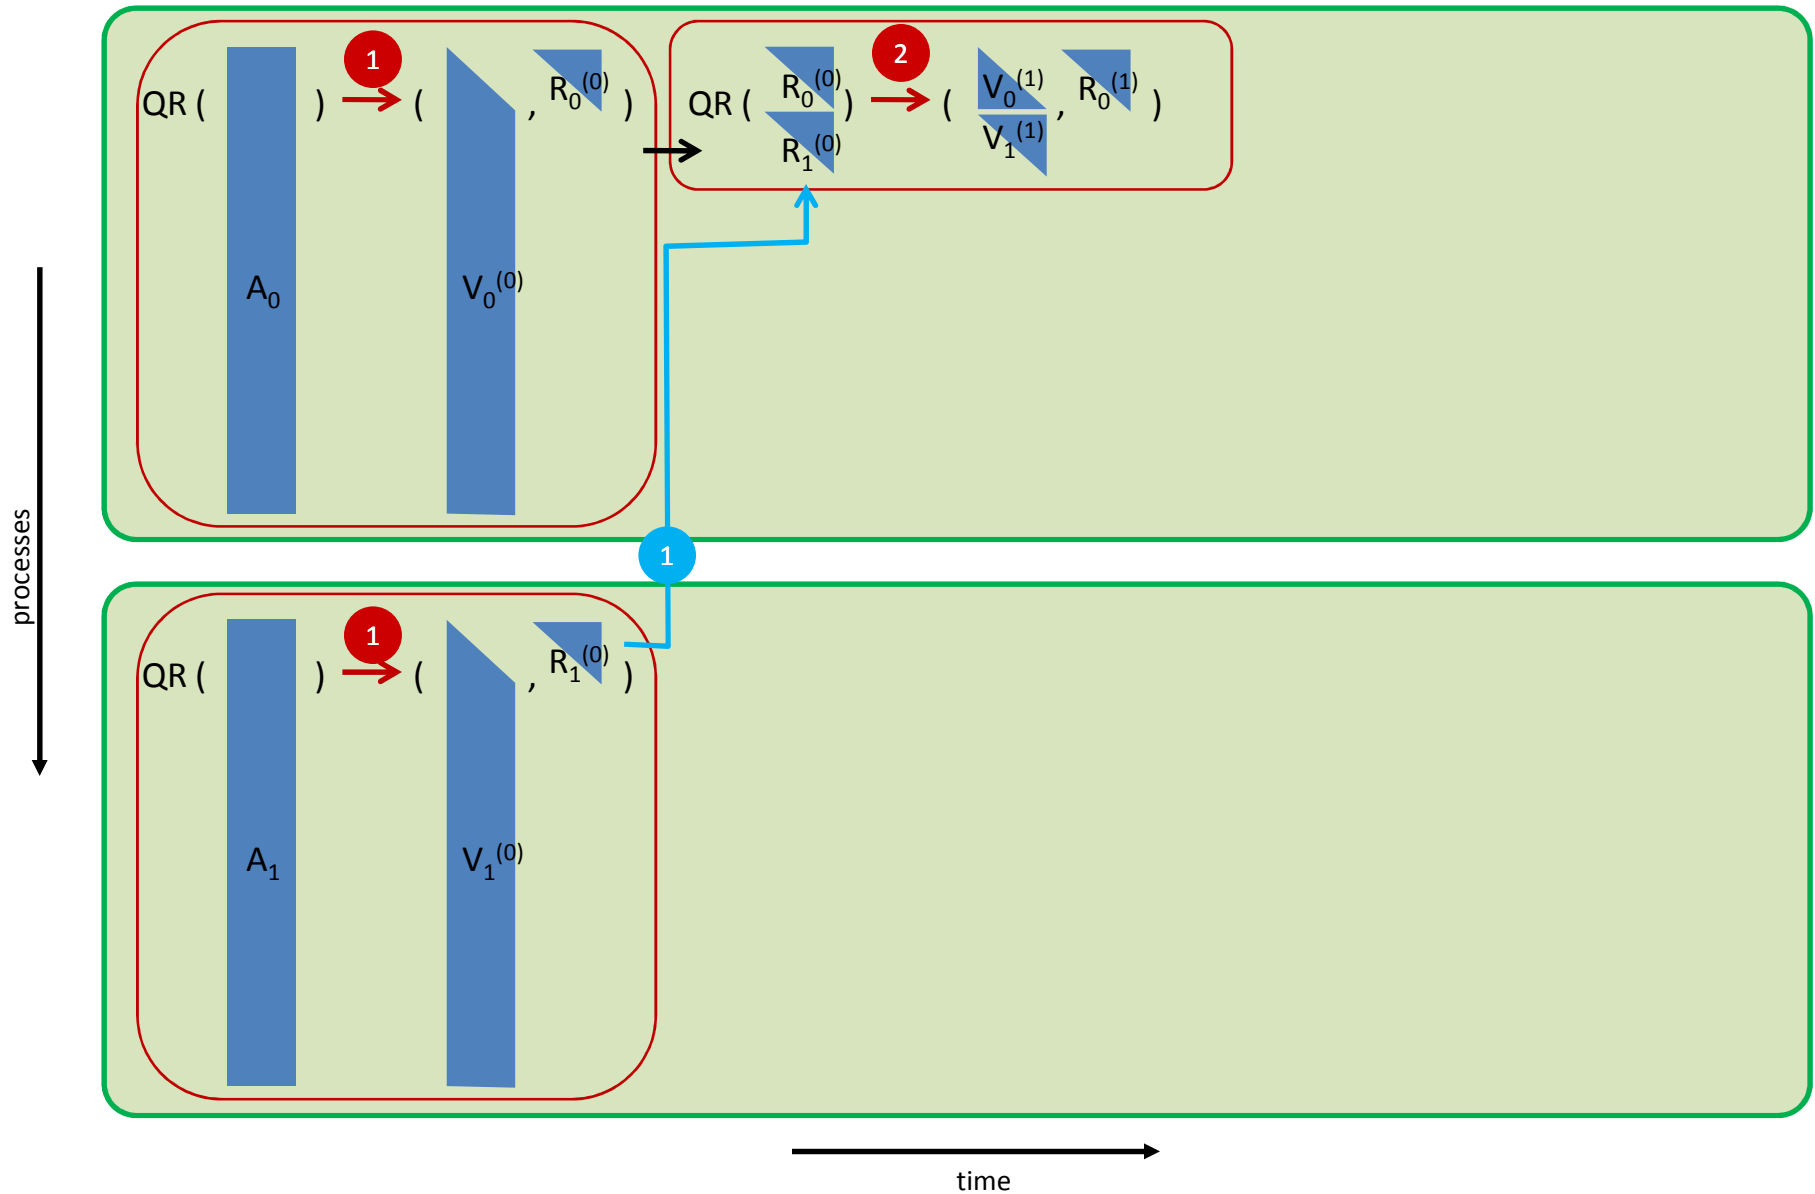 1
2
QR ( A₀ ) ( V₀⁽⁰⁾ , R₀⁽⁰⁾ )
QR ( R₀⁽⁰⁾ R₁⁽⁰⁾ ) ( V₀⁽¹⁾ V₁⁽¹⁾ , R₀⁽¹⁾ )
processes
1
1
QR ( A₁ ) ( V₁⁽⁰⁾ , R₁⁽⁰⁾ )
time